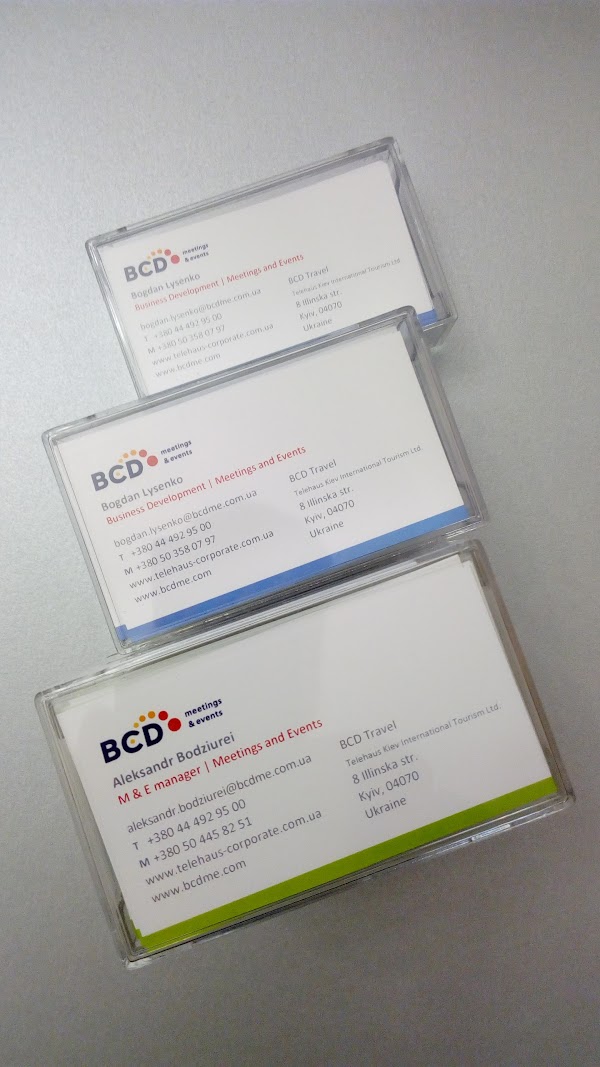 BCD meetings
& events
Bogdan Lysenko
Business Development | Meetings and Events
bogdan.lysenko@bcdme.com.ua
T +380 44 492 95 00
M +380 50 358 07 97
www.telehaus-corporate.com.ua
www.bcdme.com
BCD Travel
Telehaus Kiev International Tourism Ltd.
8 Illinska str.
Kyiv, 04070
Ukraine
BCD meetings
& events
Bogdan Lysenko
Business Development | Meetings and Events
bogdan.lysenko@bcdme.com.ua
T +380 44 492 95 00
M +380 50 358 07 97
www.telehaus-corporate.com.ua
www.bcdme.com
BCD Travel
Telehaus Kiev International Tourism Ltd.
8 Illinska str.
Kyiv, 04070
Ukraine
BCD meetings
& events
Aleksandr Bodziurei
M & E manager | Meetings and Events
aleksandr.bodziurei@bcdme.com.ua
T +380 44 492 95 00
M +380 50 445 82 51
www.telehaus-corporate.com.ua
www.bcdme.com
BCD Travel
Telehaus Kiev International Tourism Ltd.
8 Illinska str.
Kyiv, 04070
Ukraine